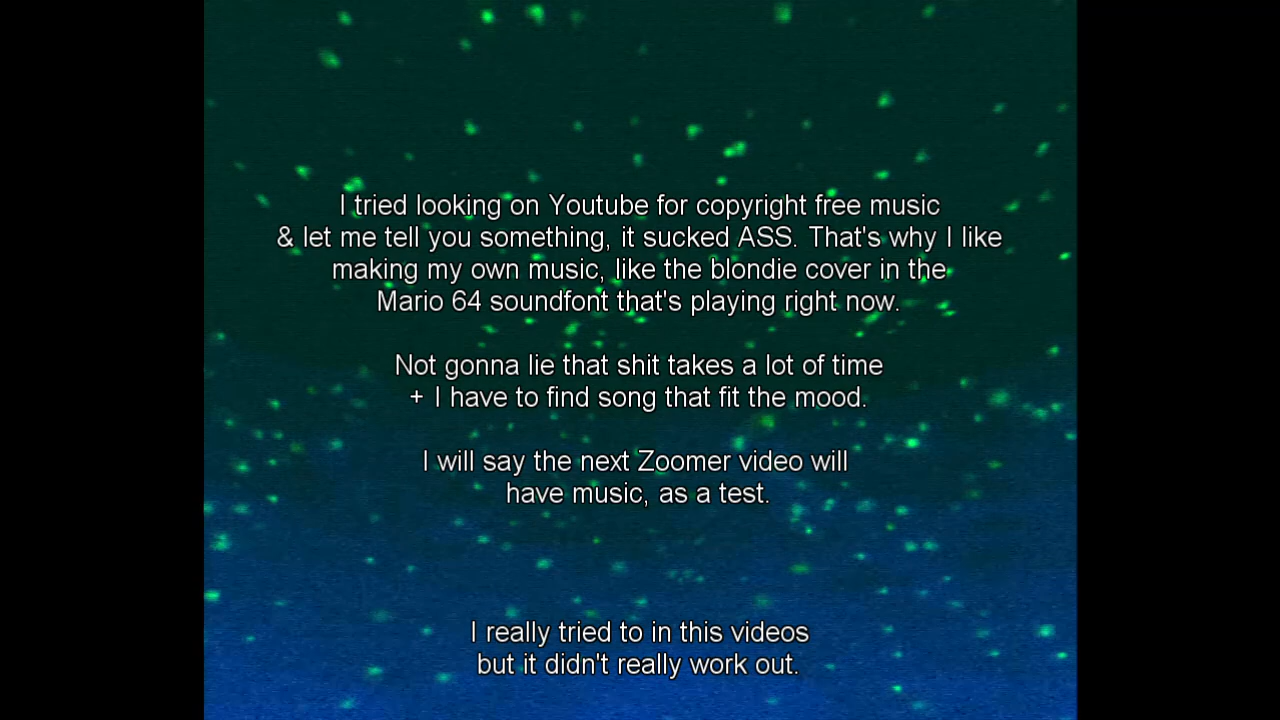 I tried looking on Youtube for copyright free music
& let me tell you something, it sucked ASS. That's why I like
making my own music, like the blondie cover in the
Mario 64 soundfont that's playing right now.
Not gonna lie that shit takes a lot of time
+ I have to find song that fit the mood.
I will say the next Zoomer video will
have music, as a test.
I really tried to in this videos
but it didn't really work out.